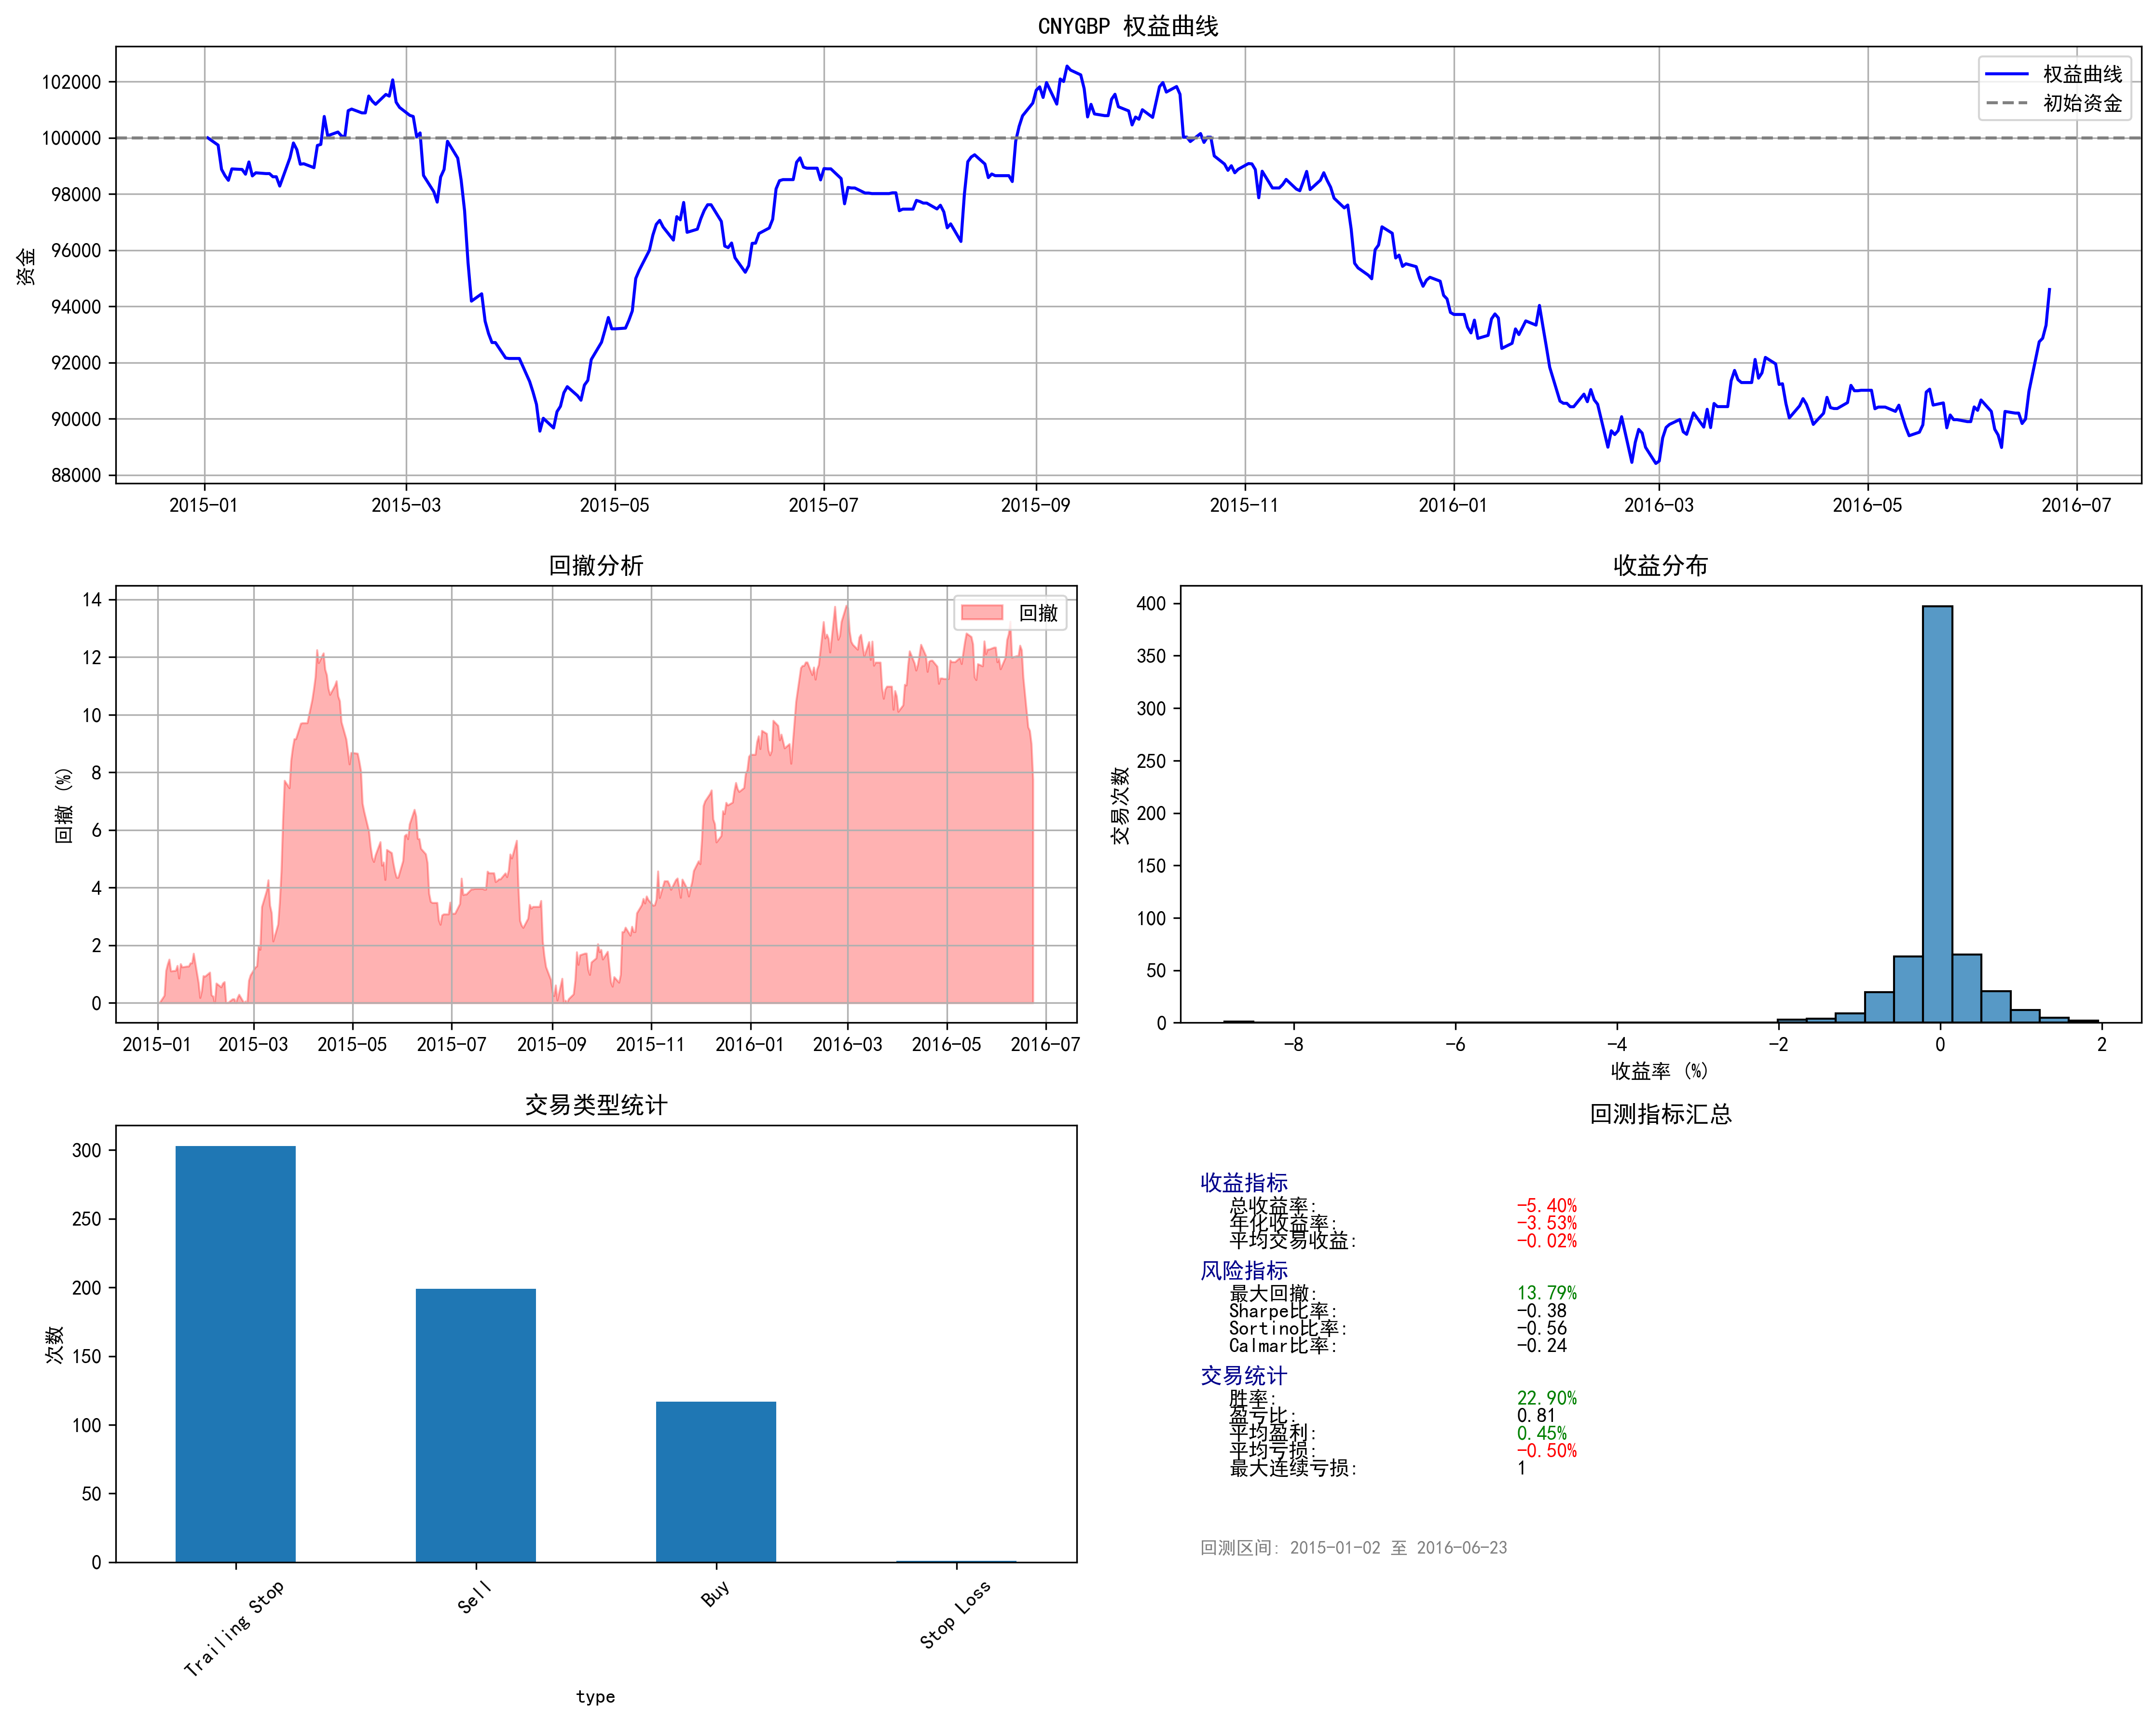 CNYGBP 权益曲线
资金
102000
100000
98000
96000
94000
92000
90000
88000
权益曲线
初始资金
2015-01
2015-03
2015-05
2015-07
2015-09
2015-11
2016-01
2016-03
2016-05
2016-07
回撤分析
回撤 (%)
14
12
10
8
6
4
2
0
回撤
2015-01
2015-03
2015-05
2015-07
2015-09
2015-11
2016-01
2016-03
2016-05
2016-07
收益分布
交易次数
400
350
300
250
200
150
100
50
0
-8
-6
-4
-2
0
2
收益率 (%)
交易类型统计
次数
300
250
200
150
100
50
0
Trailing Stop
Sell
Buy
Stop Loss
type
回测指标汇总
收益指标
总收益率: -5.40%
年化收益率: -3.53%
平均交易收益: -0.02%
风险指标
最大回撤: 13.79%
Sharpe比率: -0.38
Sortino比率: -0.56
Calmar比率: -0.24
交易统计
胜率: 22.90%
盈亏比: 0.81
平均盈利: 0.45%
平均亏损: -0.50%
最大连续亏损: 1
回测区间: 2015-01-02 至 2016-06-23